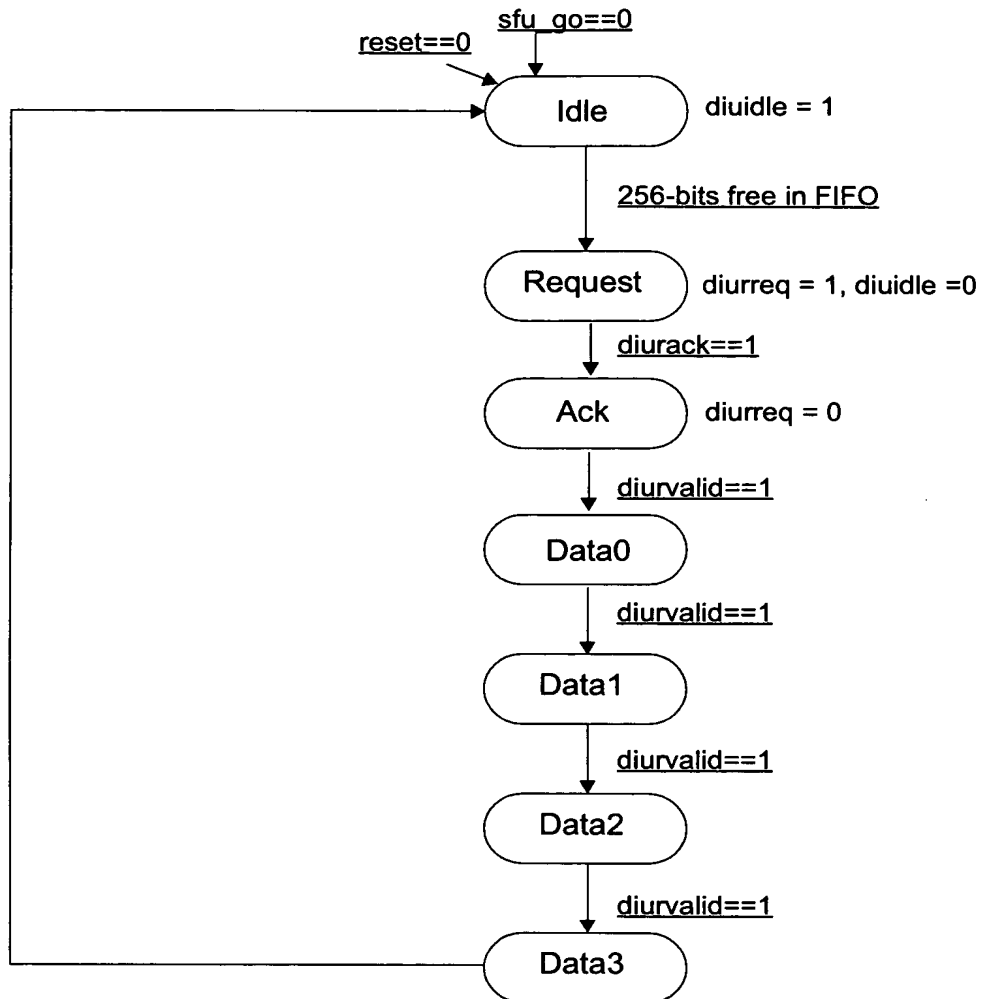 sfu_go==0
reset==0
Idle
diuidle = 1
256-bits free in FIFO
Request
diurreq = 1, diuidle =0
diurack==1
Ack
diurreq = 0
diurvalid==1
Data0
diurvalid==1
Data1
diurvalid==1
Data2
diurvalid==1
Data3